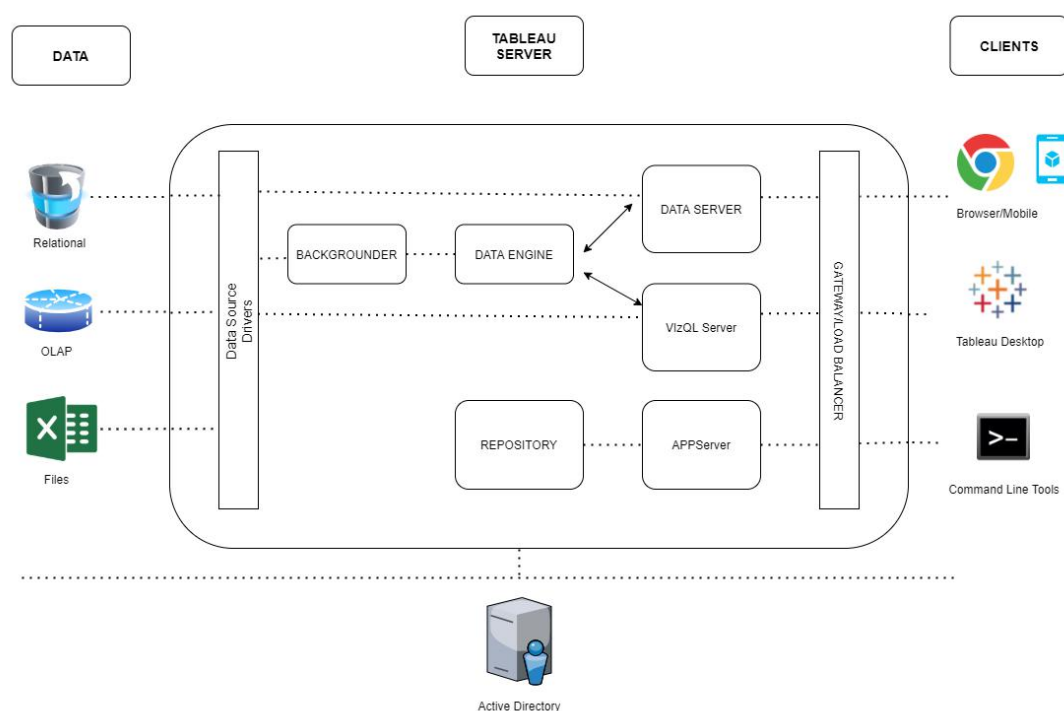 DATA
TABLEAU
SERVER
CLIENTS
Relational
OLAP
Files
Data Source
Drivers
BACKGROUNDER
DATA ENGINE
DATA SERVER
VIzQL Server
REPOSITORY
APPServer
GATEWAY/LOAD BALANCER
Browser/Mobile
Tableau Desktop
Command Line Tools
Active Directory